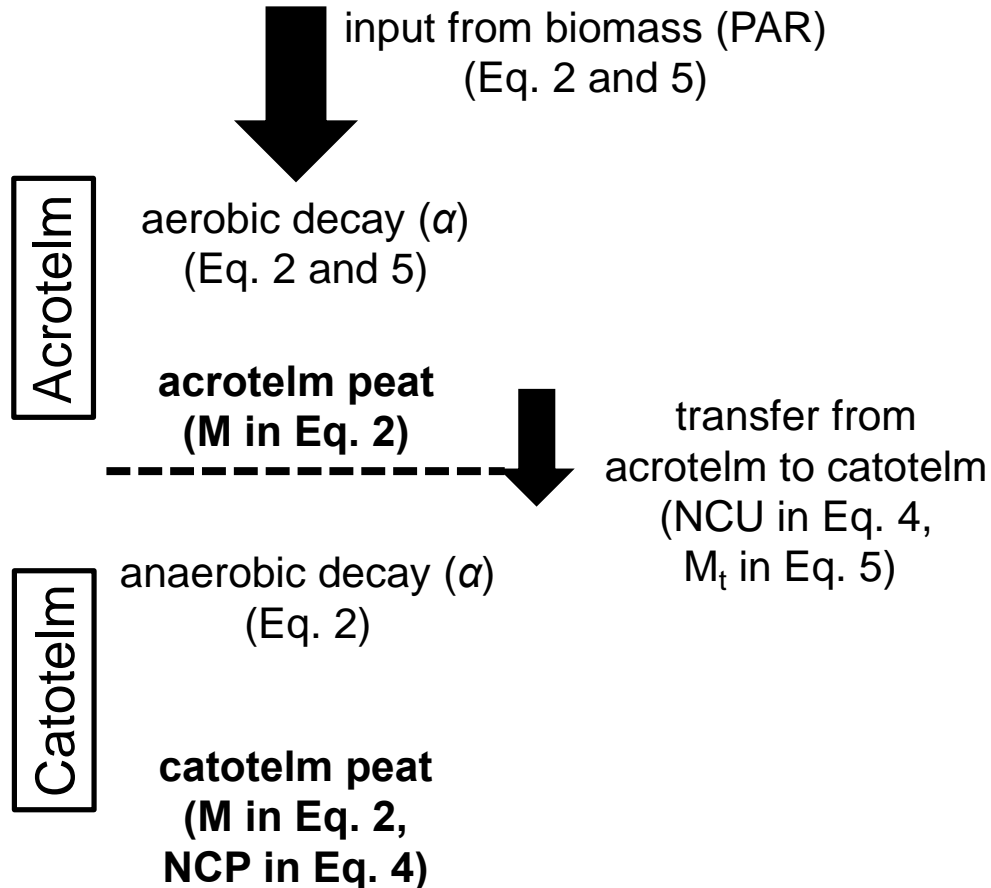 input from biomass (PAR)
(Eq. 2 and 5)
Acrotelm
aerobic decay (α)
(Eq. 2 and 5)
acrotelm peat
(M in Eq. 2)
transfer from
acrotelm to catotelm
(NCU in Eq. 4,
Mₜ in Eq. 5)
Catotelm
anaerobic decay (α)
(Eq. 2)
catotelm peat
(M in Eq. 2,
NCP in Eq. 4)